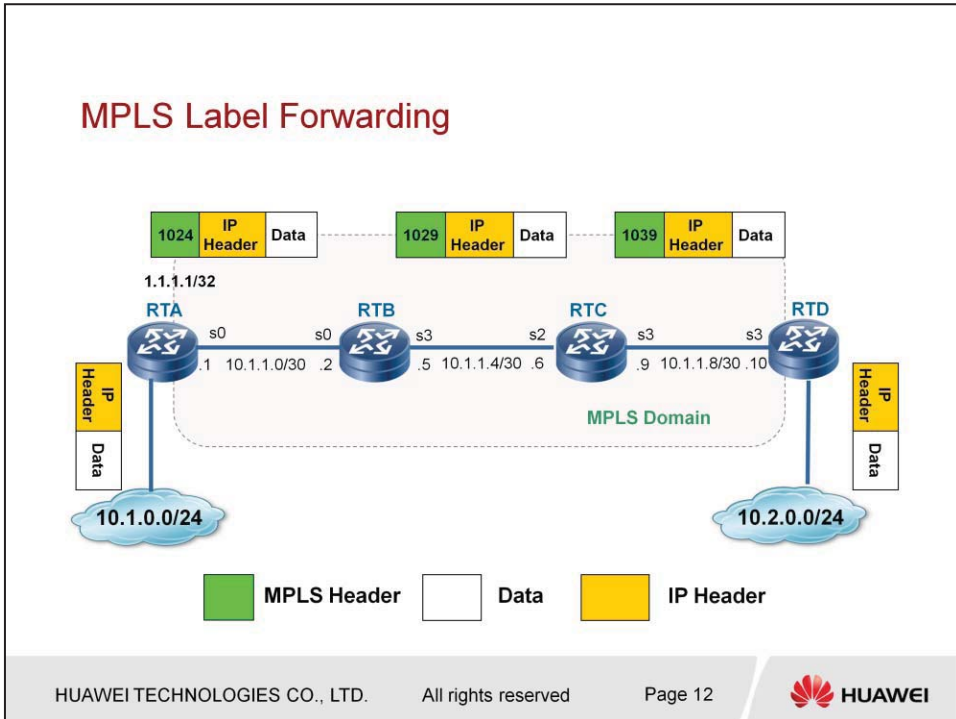 MPLS Label Forwarding
1024
IP
Header
Data
1029
IP
Header
Data
1039
IP
Header
Data
1.1.1.1/32
RTA
RTB
RTC
RTD
s0
s0
s3
s2
s3
s3
.1
10.1.1.0/30
.2
.5
10.1.1.4/30
.6
.9
10.1.1.8/30
.10
IP
Header
Data
MPLS Domain
IP
Header
Data
10.1.0.0/24
10.2.0.0/24
MPLS Header
Data
IP Header
HUAWEI TECHNOLOGIES CO., LTD.
All rights reserved
Page 12
HUAWEI